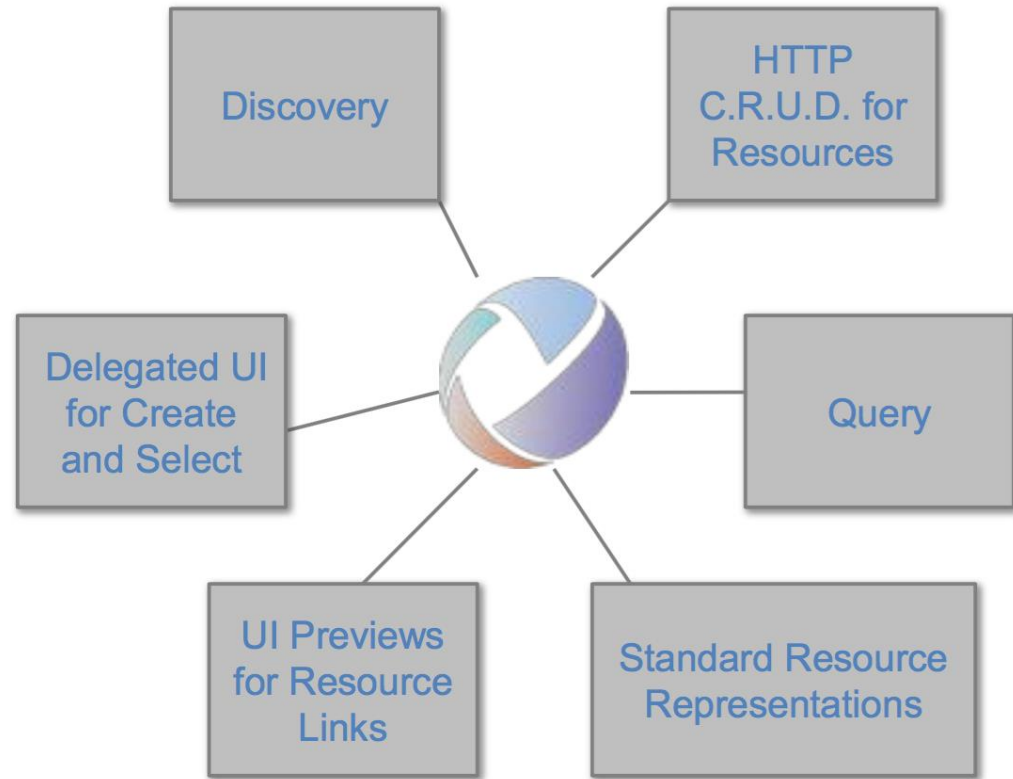 Discovery
HTTP
C.R.U.D. for
Resources
Delegated UI
for Create
and Select
Query
UI Previews
for Resource
Links
Standard Resource
Representations